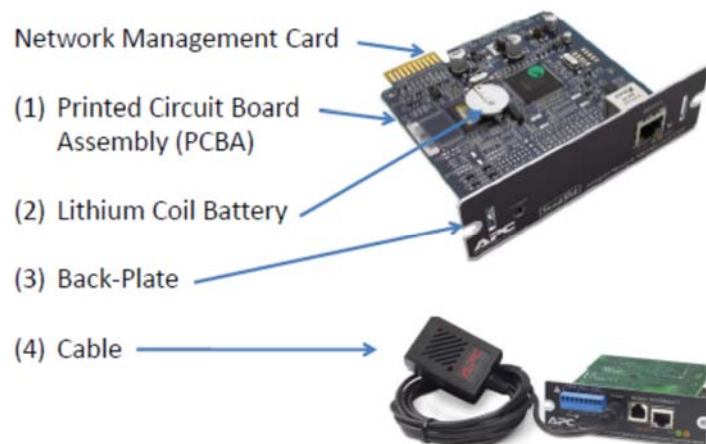 Network Management Card
(1) Printed Circuit Board
Assembly (PCBA)
(2) Lithium Coil Battery
(3) Back-Plate
(4) Cable
APC
APC
APC